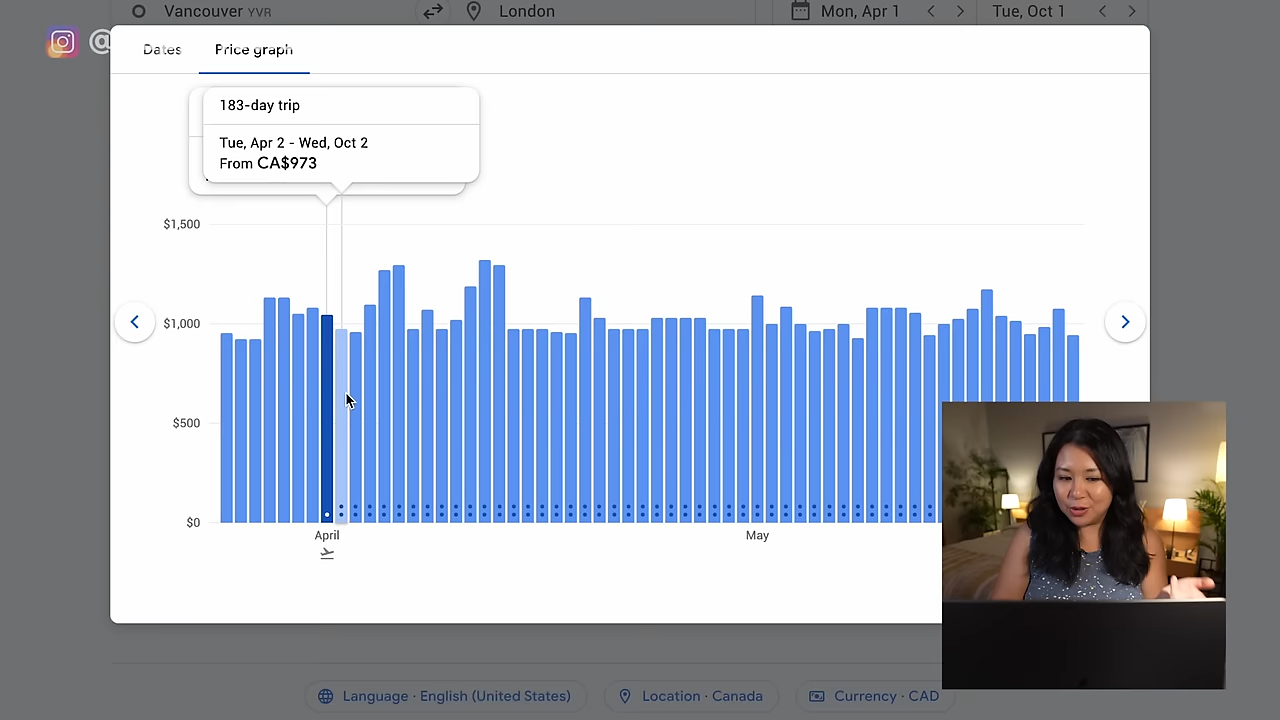 Vancouver YVR
London
Mon, Apr 1
Tue, Oct 1
@
Dates
Price graph
183-day trip
Tue, Apr 2 - Wed, Oct 2
From CA$973
$1,500
$1,000
$500
$0
April
May
Language · English (United States)
Location · Canada
Currency · CAD